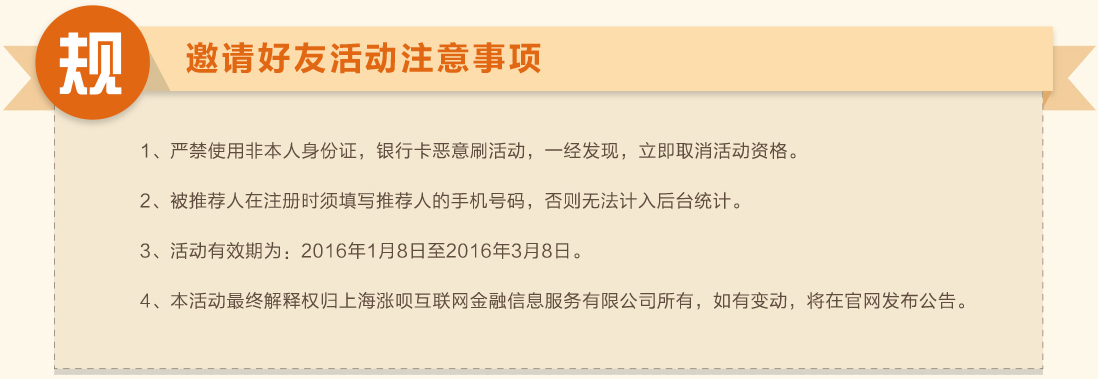 规
邀请好友活动注意事项
1、严禁使用非本人身份证，银行卡恶意刷活动，一经发现，立即取消活动资格。
2、被推荐人在注册时须填写推荐人的手机号码，否则无法计入后台统计。
3、活动有效期为：2016年1月8日至2016年3月8日。
4、本活动最终解释权归上海涨呗互联网金融信息服务有限公司所有，如有变动，将在官网发布公告。